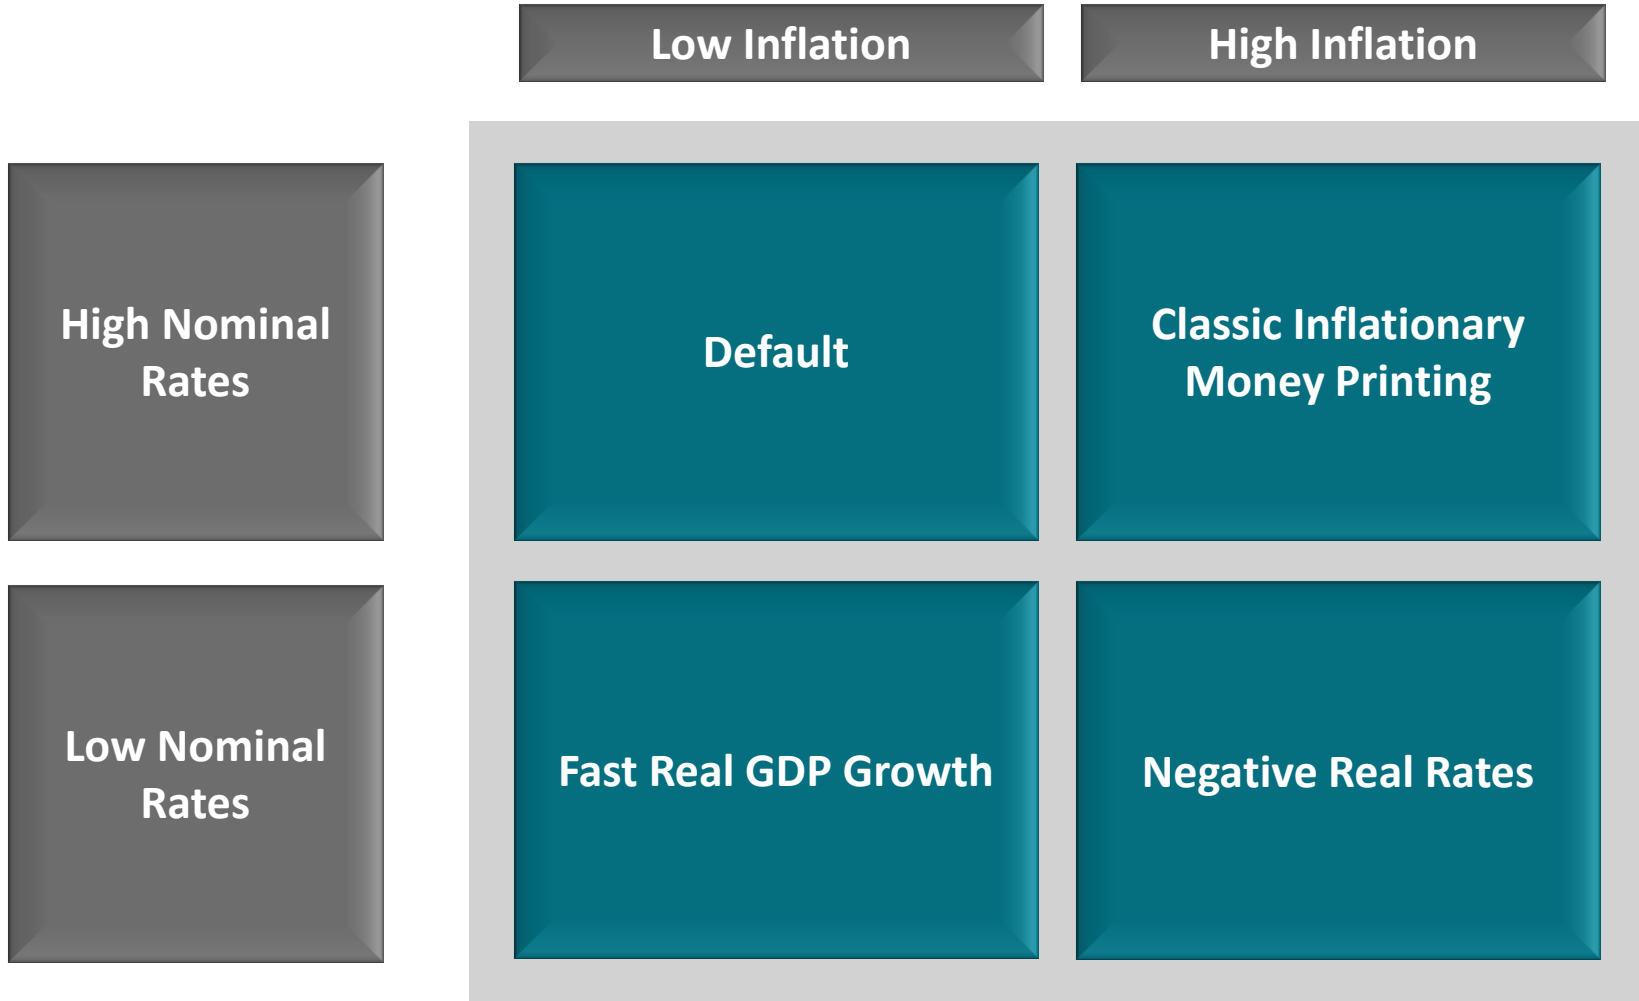 Low Inflation
High Inflation
High Nominal
Rates
Default
Classic Inflationary
Money Printing
Low Nominal
Rates
Fast Real GDP Growth
Negative Real Rates